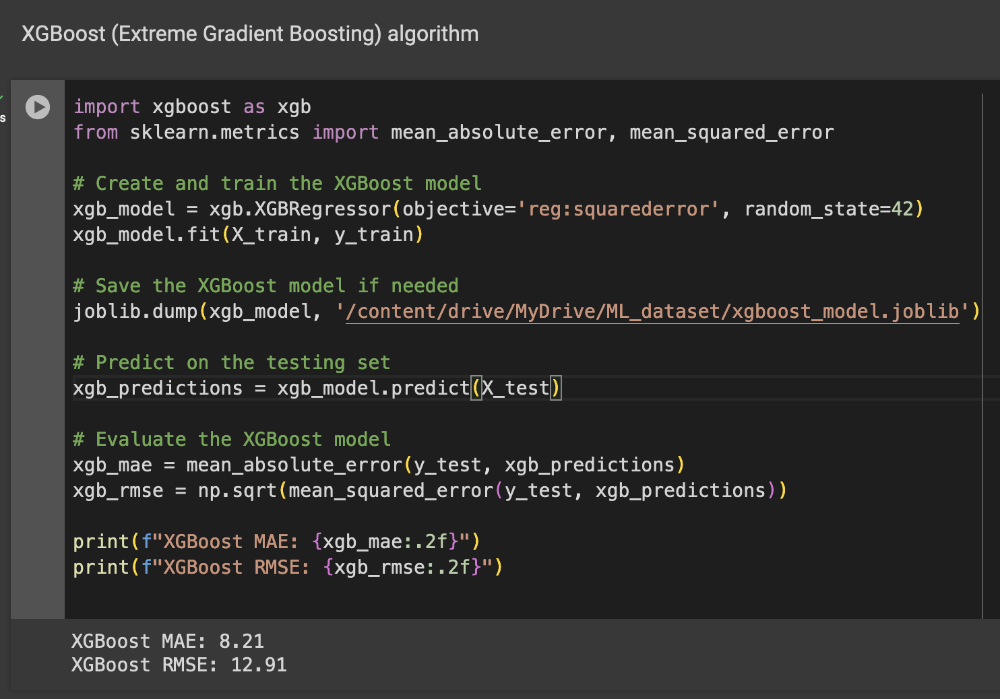 XGBoost (Extreme Gradient Boosting) algorithm
s
import xgboost as xgb
from sklearn.metrics import mean_absolute_error, mean_squared_error
# Create and train the XGBoost model
xgb_model = xgb.XGBRegressor(objective='reg:squarederror', random_state=42)
xgb_model.fit(X_train, y_train)
# Save the XGBoost model if needed
joblib.dump(xgb_model, '/content/drive/MyDrive/ML_dataset/xgboost_model.joblib')
# Predict on the testing set
xgb_predictions = xgb_model.predict(X_test)
# Evaluate the XGBoost model
xgb_mae = mean_absolute_error(y_test, xgb_predictions)
xgb_rmse = np.sqrt(mean_squared_error(y_test, xgb_predictions))
print(f"XGBoost MAE: {xgb_mae:.2f}")
print(f"XGBoost RMSE: {xgb_rmse:.2f}")
XGBoost MAE: 8.21
XGBoost RMSE: 12.91